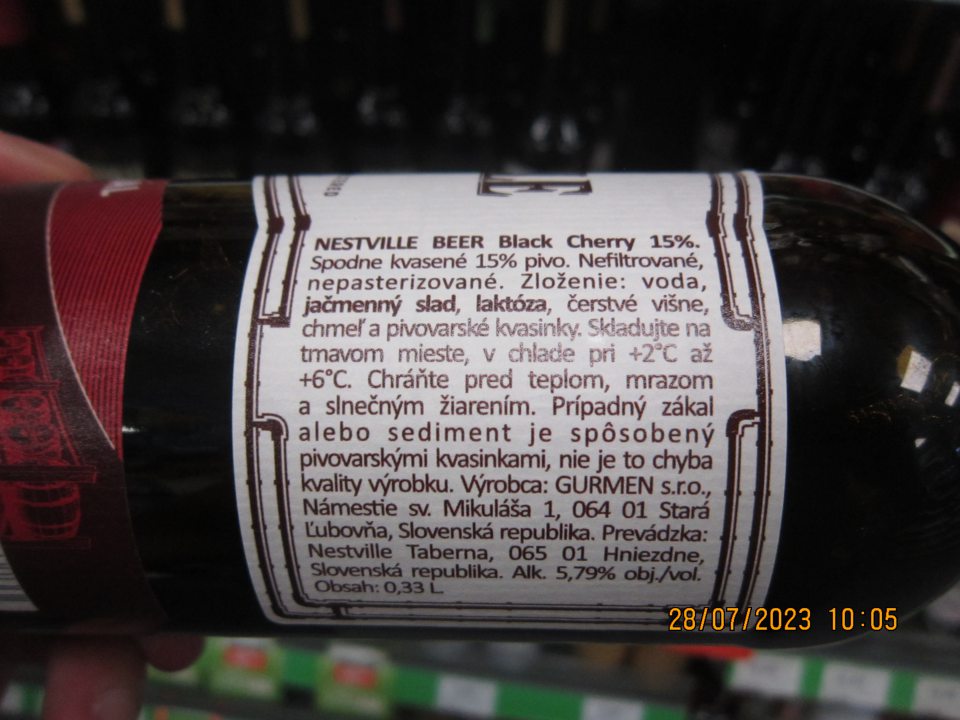 NESTVILLE BEER Black Cherry 15%.
Spodne kvasené 15% pivo. Nefiltrované,
nepasterizované. Zloženie: voda,
jačmenný slad, laktóza, čerstvé višne,
chmeľ a pivovarské kvasinky. Skladujte na
tmavom mieste, v chlade pri +2°C až
+6°C. Chráňte pred teplom, mrazom
a slnečným žiarením. Prípadný zákal
alebo sediment je spôsobený
pivovarskými kvasinkami, nie je to chyba
kvality výrobku. Výrobca: GURMEN s.r.o.,
Námestie sv. Mikuláša 1, 064 01 Stará
Ľubovňa, Slovenská republika. Prevádzka:
Nestville Taberna, 065 01 Hniezdne,
Slovenská republika. Alk. 5,79% obj./vol.
Obsah: 0,33 L
28/07/2023 10:05